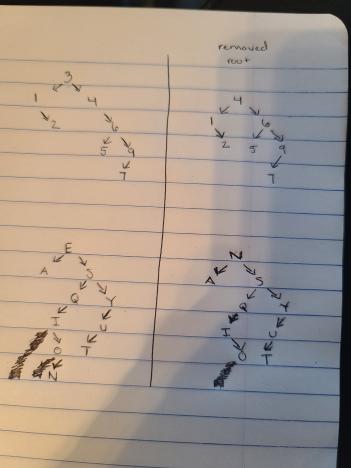 removed
root
3
1 4
2 6
5 9
7
4
1 6
2 5 9
7
E
A S
Q Y
I U
O T
N
N
A S
Q Y
I U
O T